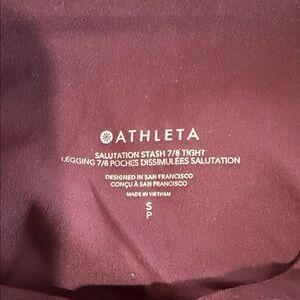 ATHLETA
SALUTATION STASH 7/8 TIGHT
LEGGING 7/8 POCHES DISSIMULÉES SALUTATION
DESIGNED IN SAN FRANCISCO
CONÇU À SAN FRANCISCO
MADE IN VIETNAM
S
P